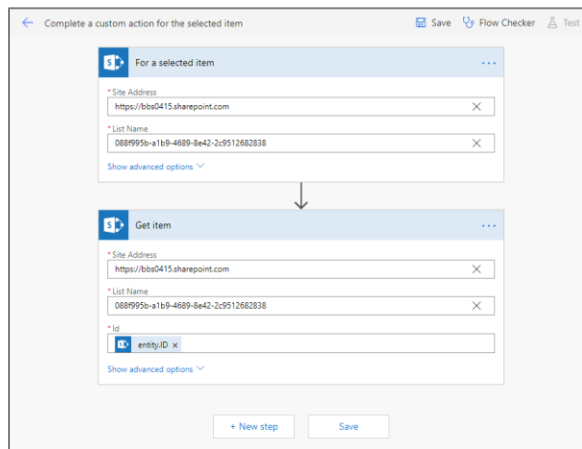 Complete a custom action for the selected item Save Flow Checker Test
For a selected item
* Site Address
https://bbs0415.sharepoint.com
* List Name
088f995b-a1b9-4689-8e42-2c9512682838
Show advanced options
Get item
* Site Address
https://bbs0415.sharepoint.com
* List Name
088f995b-a1b9-4689-8e42-2c9512682838
* Id
entity.ID ×
Show advanced options
+ New step Save